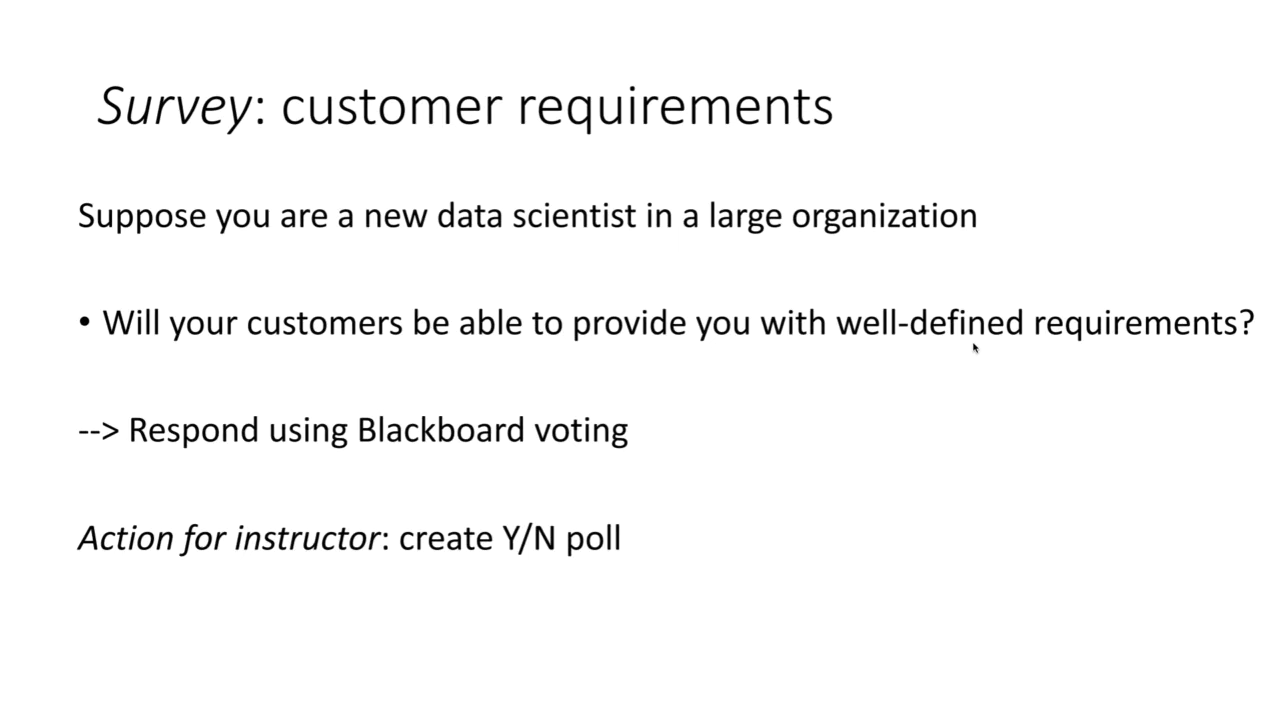 Survey: customer requirements
Suppose you are a new data scientist in a large organization
• Will your customers be able to provide you with well-defined requirements?
--> Respond using Blackboard voting
Action for instructor: create Y/N poll